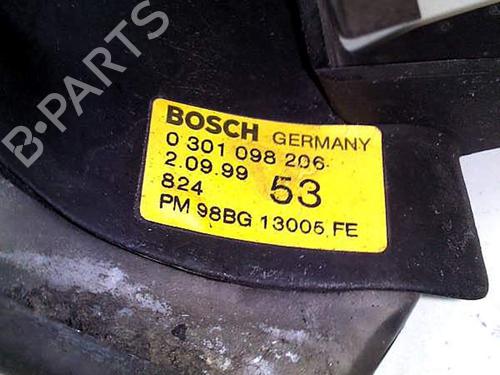 B-PARTS
BOSCH GERMANY
0 301 098 206
2.09.99
824 53
PM 98BG 13005 FE